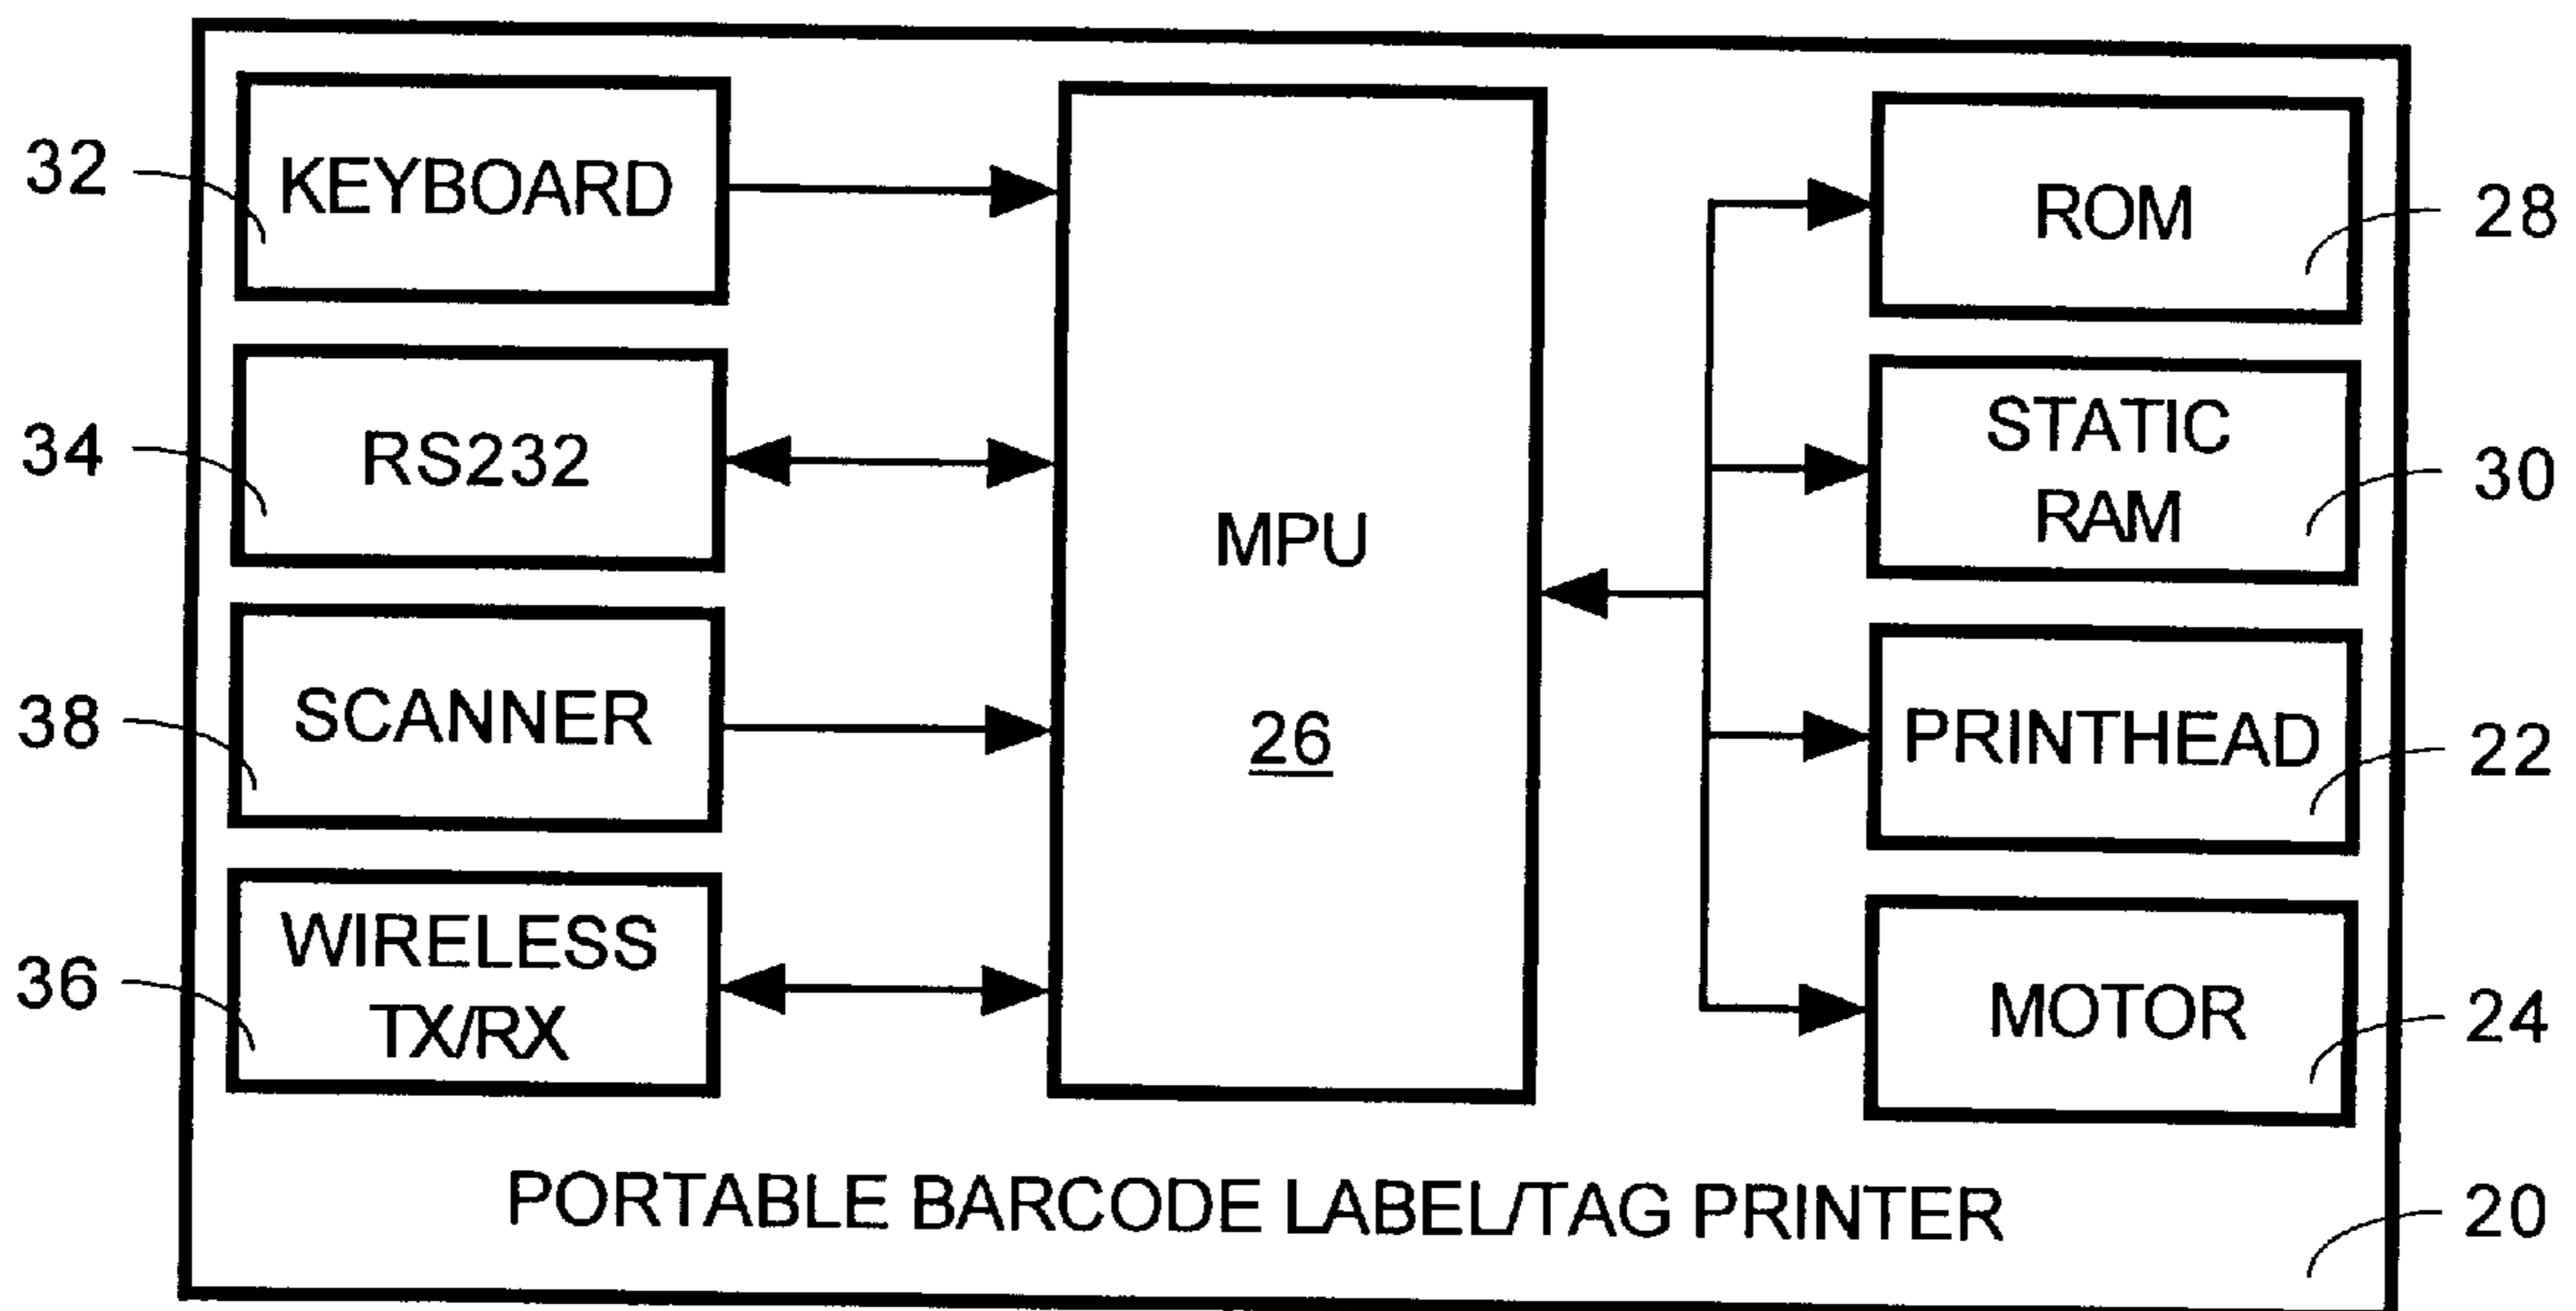 32
KEYBOARD
34
RS232
38
SCANNER
36
WIRELESS
TX/RX
MPU
26
ROM
28
STATIC
RAM
30
PRINTHEAD
22
MOTOR
24
PORTABLE BARCODE LABEL/TAG PRINTER
20